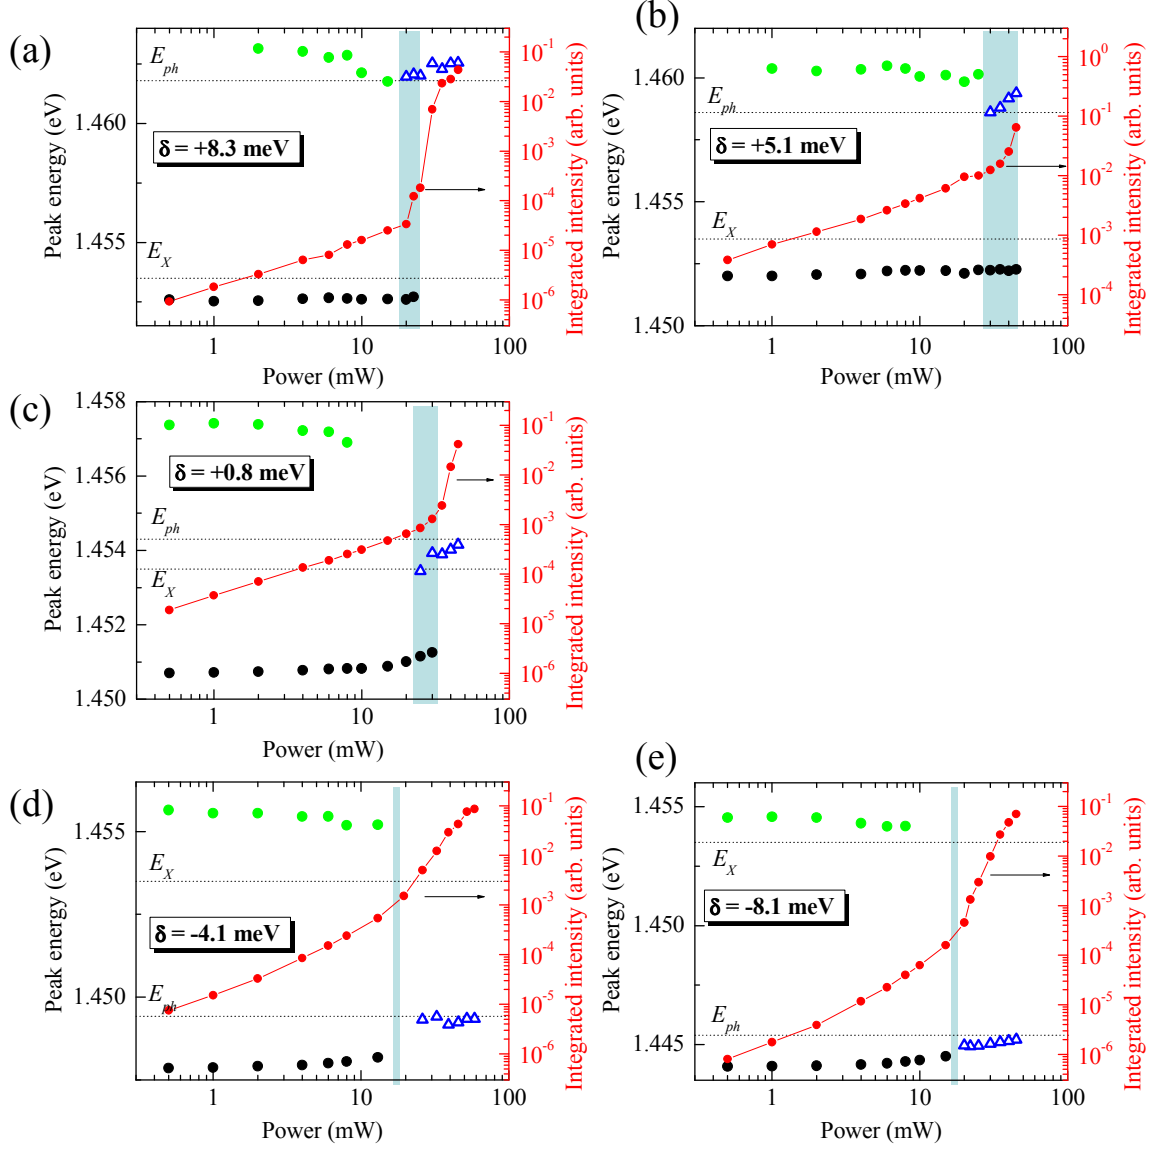 (a)
E_ph
δ = +8.3 meV
E_X
1.460
1.455
Peak energy (eV)
10^-1
10^-2
10^-3
10^-4
10^-5
10^-6
Integrated intensity (arb. units)
1
10
100
Power (mW)
(b)
E_ph
δ = +5.1 meV
E_X
1.460
1.455
1.450
Peak energy (eV)
10^0
10^-1
10^-2
10^-3
10^-4
Integrated intensity (arb. units)
1
10
100
Power (mW)
(c)
δ = +0.8 meV
E_ph
E_X
1.458
1.456
1.454
1.452
1.450
Peak energy (eV)
10^-1
10^-2
10^-3
10^-4
10^-5
10^-6
Integrated intensity (arb. units)
1
10
100
Power (mW)
(d)
E_X
δ = -4.1 meV
E_ph
1.455
1.450
Peak energy (eV)
10^-1
10^-2
10^-3
10^-4
10^-5
10^-6
Integrated intensity (arb. units)
1
10
100
Power (mW)
(e)
E_X
δ = -8.1 meV
E_ph
1.455
1.450
1.445
Peak energy (eV)
10^-1
10^-2
10^-3
10^-4
10^-5
10^-6
Integrated intensity (arb. units)
1
10
100
Power (mW)